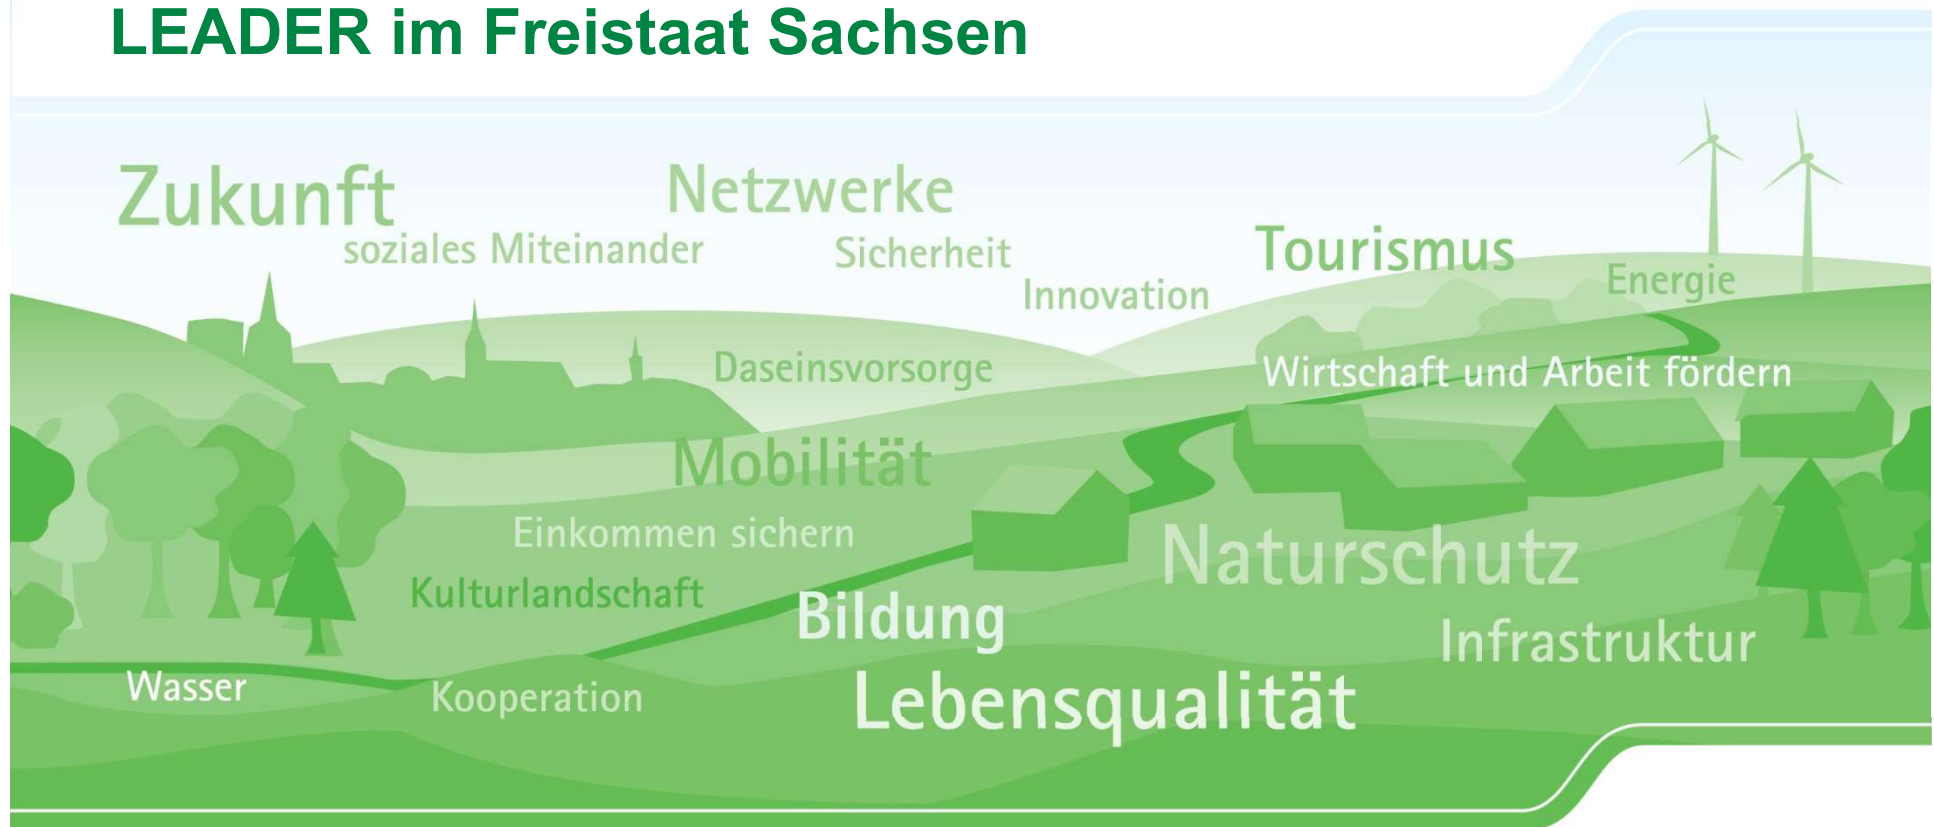 LEADER im Freistaat Sachsen
Zukunft
Netzwerke
soziales Miteinander
Sicherheit
Tourismus
Innovation
Energie
Daseinsvorsorge
Wirtschaft und Arbeit fördern
Mobilität
Einkommen sichern
Naturschutz
Kulturlandschaft
Bildung
Infrastruktur
Wasser
Kooperation
Lebensqualität